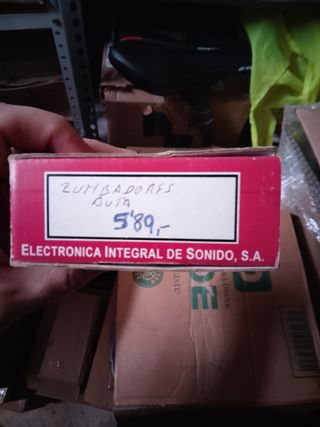 ZUMBADORES
AUTA
5'89,-
ELECTRONICA INTEGRAL DE SONIDO, S.A.